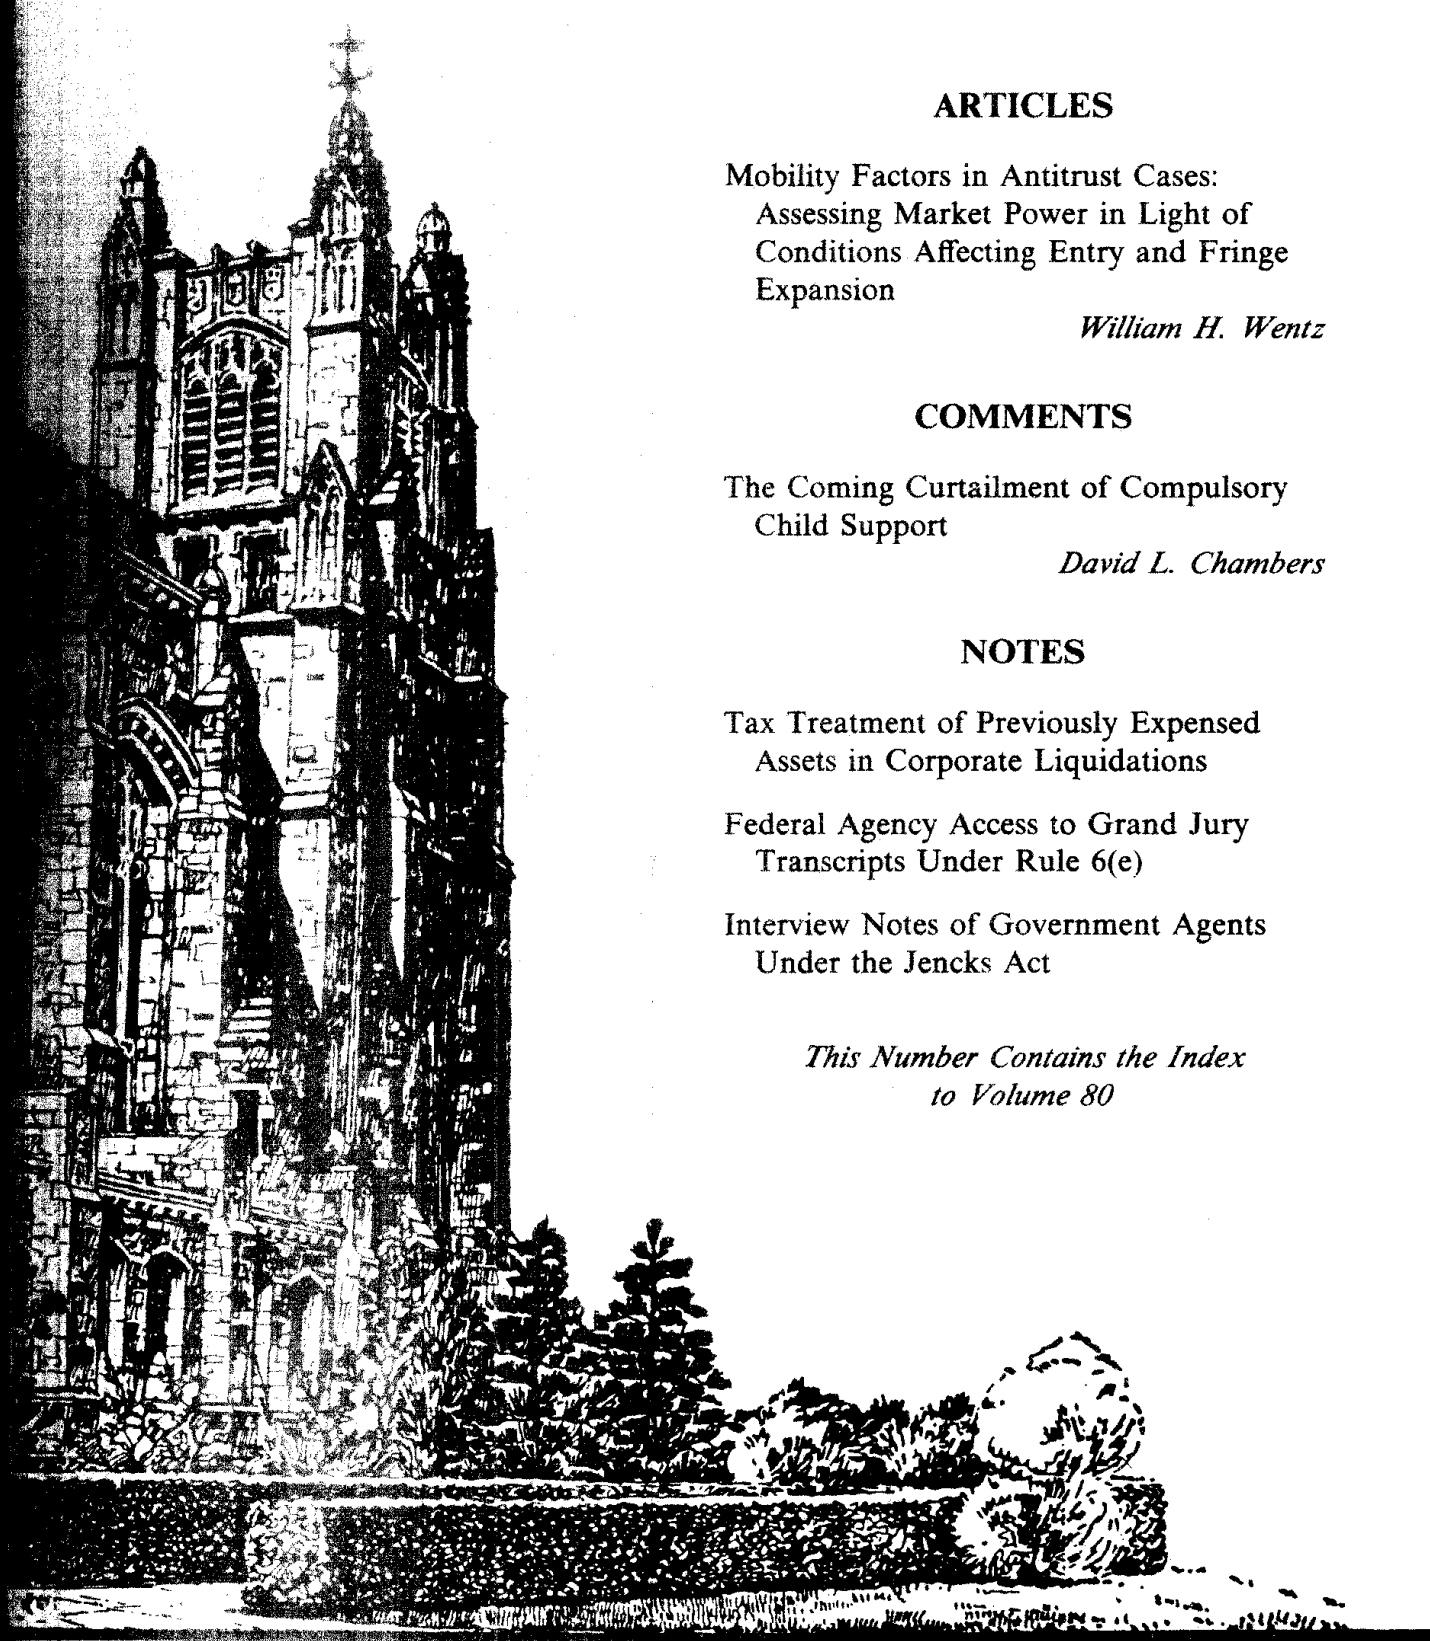 ARTICLES
Mobility Factors in Antitrust Cases:
Assessing Market Power in Light of
Conditions Affecting Entry and Fringe
Expansion
William H. Wentz
COMMENTS
The Coming Curtailment of Compulsory
Child Support
David L. Chambers
NOTES
Tax Treatment of Previously Expensed
Assets in Corporate Liquidations
Federal Agency Access to Grand Jury
Transcripts Under Rule 6(e)
Interview Notes of Government Agents
Under the Jencks Act
This Number Contains the Index
to Volume 80